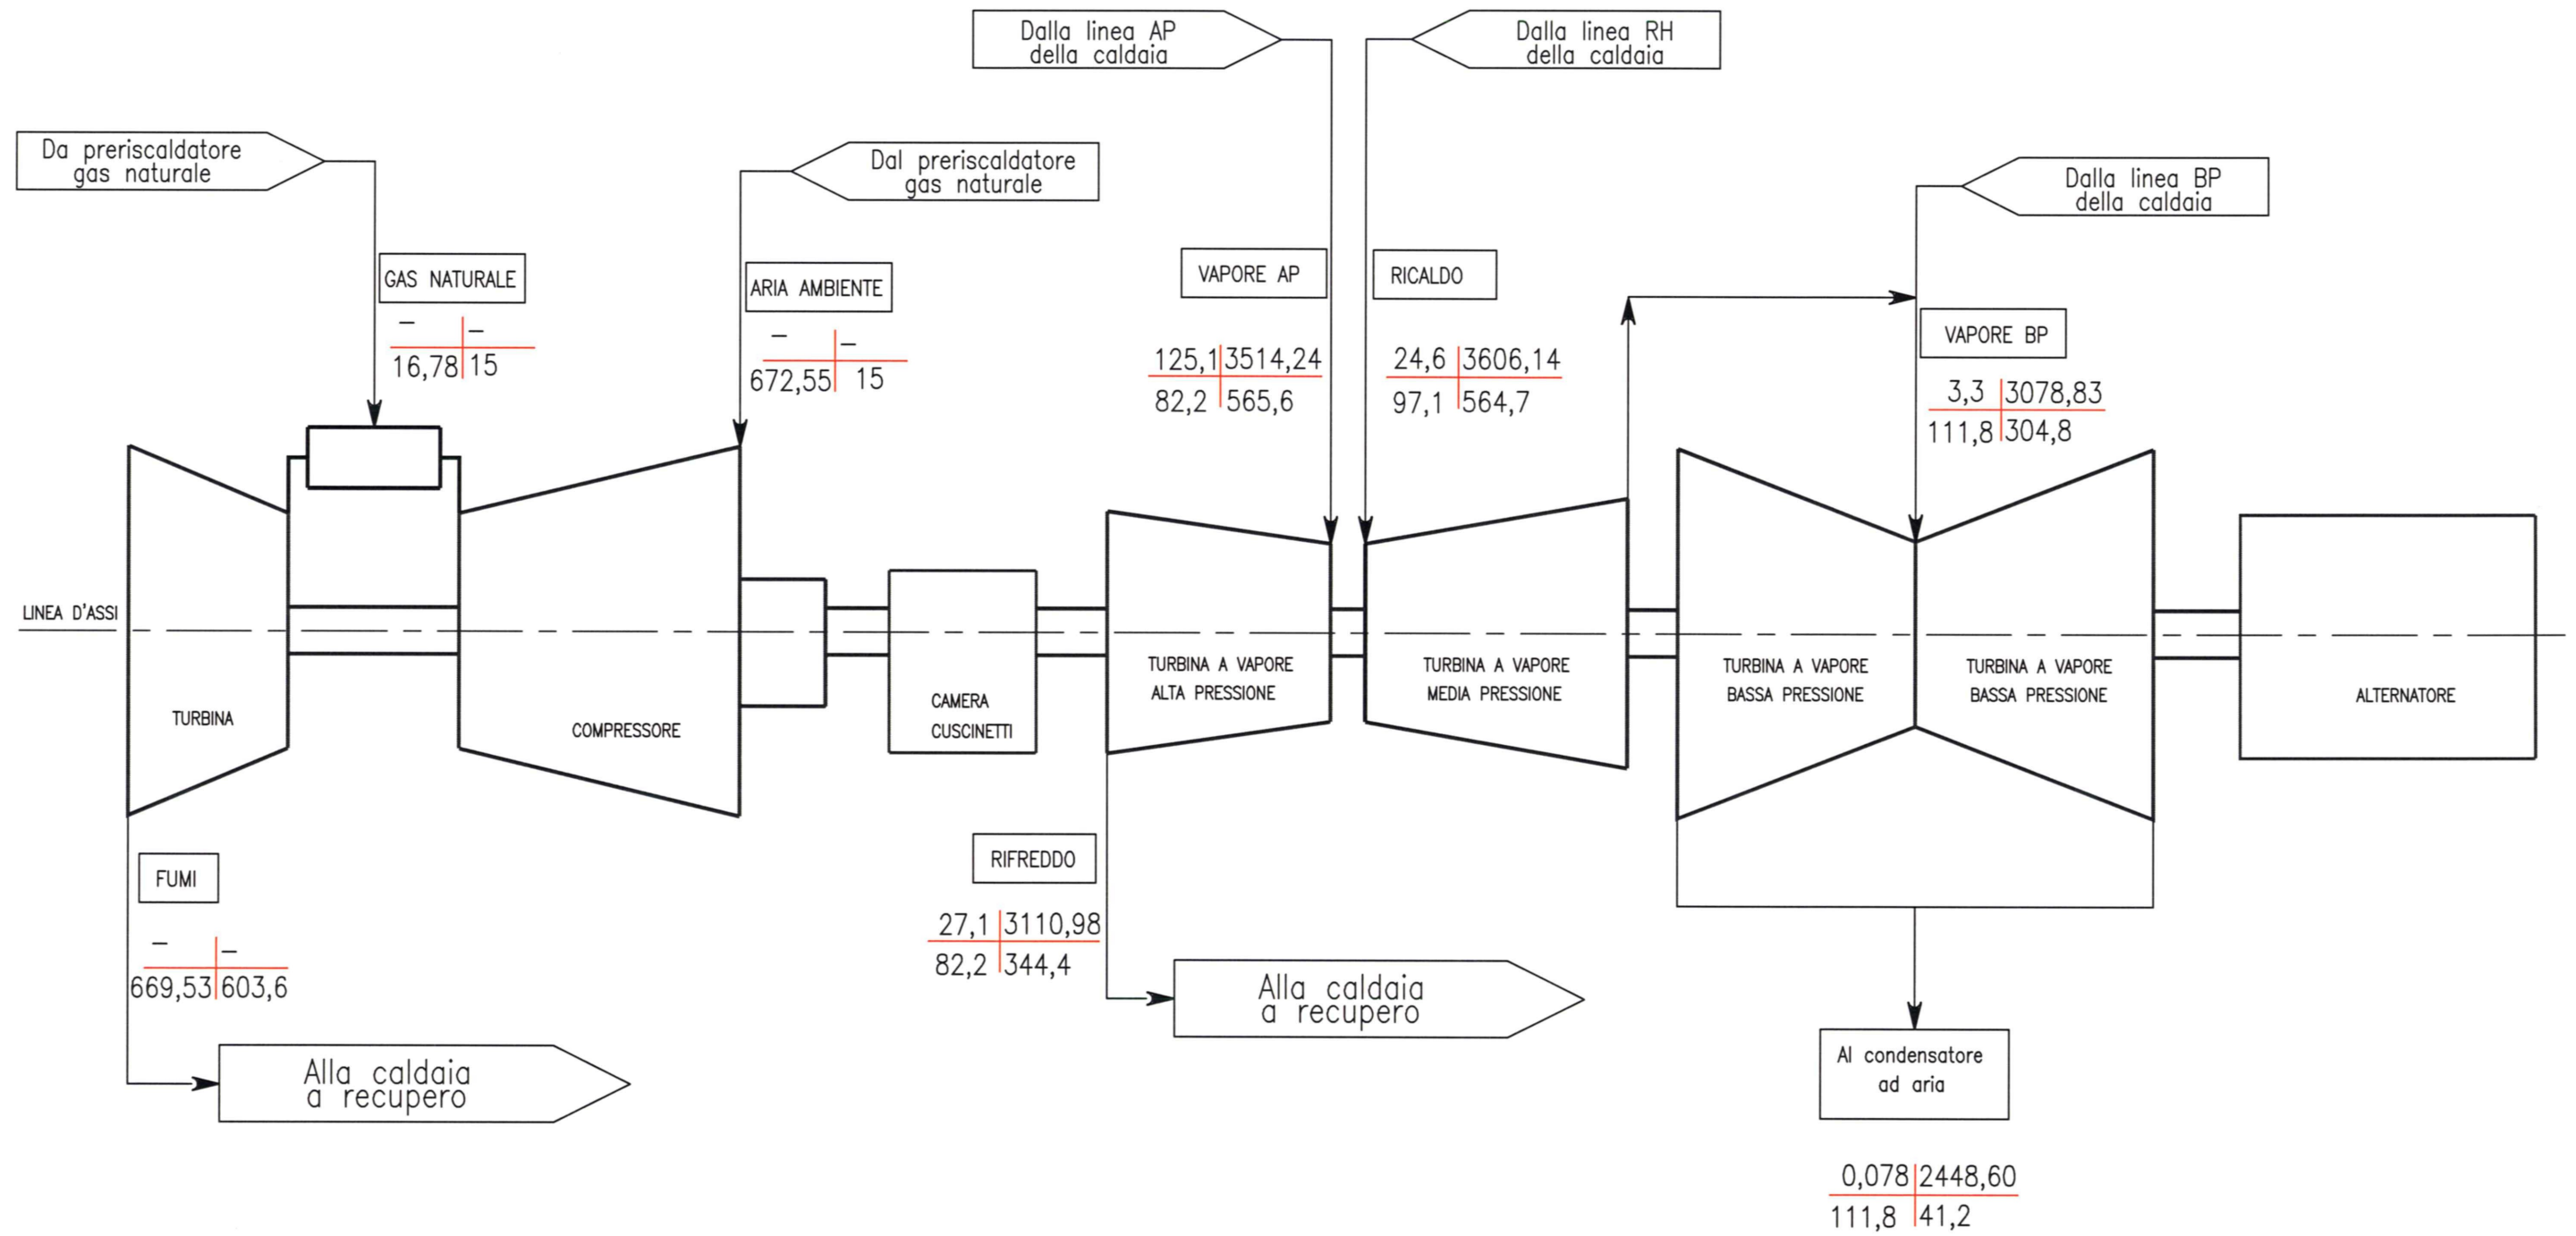 Dalla linea AP
della caldaia
Dalla linea RH
della caldaia
Da preriscaldatore
gas naturale
Dal preriscaldatore
gas naturale
Dalla linea BP
della caldaia
GAS NATURALE
– –
16,78 15
ARIA AMBIENTE
– –
672,55 15
VAPORE AP
125,1 3514,24
82,2 565,6
RICALDO
24,6 3606,14
97,1 564,7
VAPORE BP
3,3 3078,83
111,8 304,8
LINEA D'ASSI
TURBINA
COMPRESSORE
CAMERA
CUSCINETTI
TURBINA A VAPORE
ALTA PRESSIONE
TURBINA A VAPORE
MEDIA PRESSIONE
TURBINA A VAPORE
BASSA PRESSIONE
TURBINA A VAPORE
BASSA PRESSIONE
ALTERNATORE
FUMI
– –
669,53 603,6
Alla caldaia
a recupero
RIFREDDO
27,1 3110,98
82,2 344,4
Alla caldaia
a recupero
Al condensatore
ad aria
0,078 2448,60
111,8 41,2